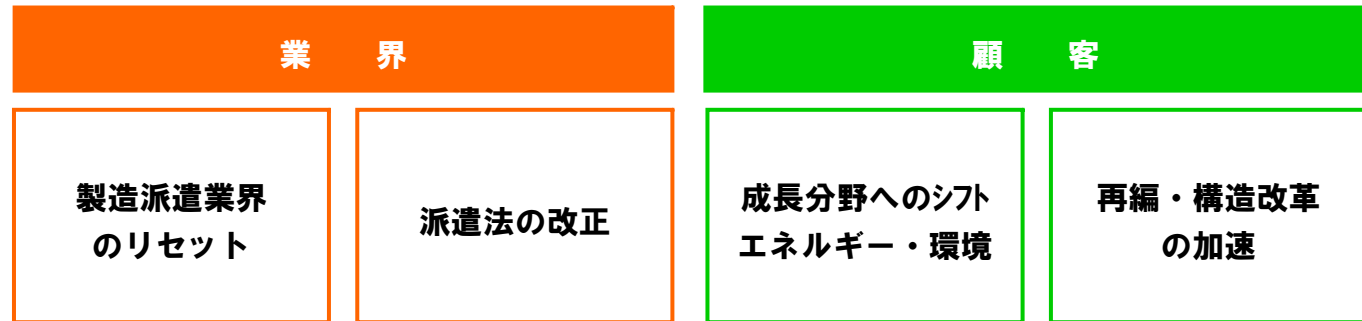 業　界
顧　客
製造派遣業界
のリセット
派遣法の改正
成長分野へのシフト
エネルギー・環境
再編・構造改革
の加速